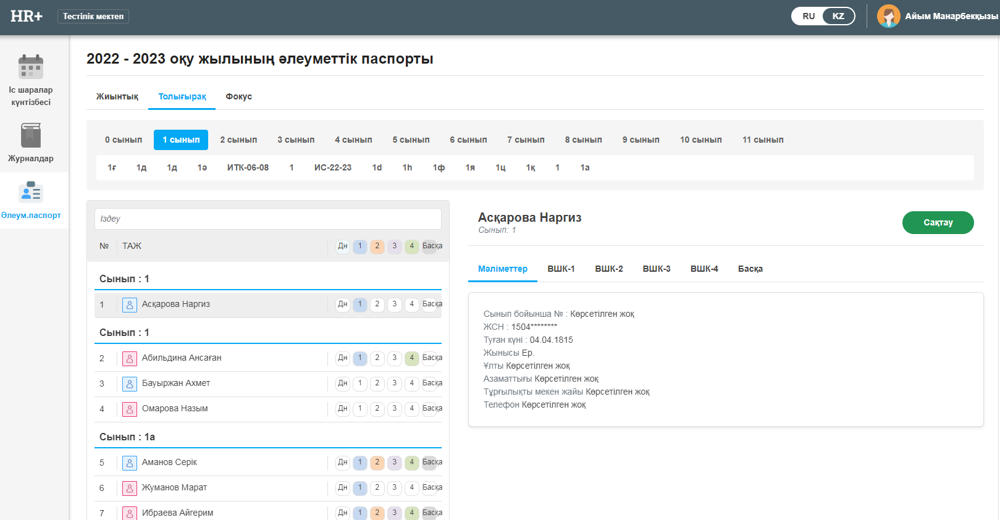 HR+ Тестілік мектеп RU KZ Айым Манарбекқызы
Іс шаралар
күнтізбесі
Журналдар
Әлеум.паспорт
2022 - 2023 оқу жылының әлеуметтік паспорты
Жиынтық Толығырақ Фокус
0 сынып 1 сынып 2 сынып 3 сынып 4 сынып 5 сынып 6 сынып 7 сынып 8 сынып 9 сынып 10 сынып 11 сынып
1ғ 1д 1д 1ә ИТК-06-08 1 ИС-22-23 1d 1h 1ф 1я 1ц 1қ 1 1а
Іздеу
№ ТАЖ Дн 1 2 3 4 Басқа
Сынып : 1
1 Асқарова Наргиз Дн 1 2 3 4 Басқа
Сынып : 1
2 Абильдина Ансаған Дн 1 2 3 4 Басқа
3 Бауыржан Ахмет Дн 1 2 3 4 Басқа
4 Омарова Назым Дн 1 2 3 4 Басқа
Сынып : 1а
5 Аманов Серік Дн 1 2 3 4 Басқа
6 Жуманов Марат Дн 1 2 3 4 Басқа
7 Ибраева Айгерим Дн 1 2 3 4 Басқа
Асқарова Наргиз
Сынып: 1
Сақтау
Мәліметтер ВШК-1 ВШК-2 ВШК-3 ВШК-4 Басқа
Сынып бойынша № : Көрсетілген жоқ
ЖСН : 1504********
Туған күні : 04.04.1815
Жынысы Ер.
Ұлты Көрсетілген жоқ
Азаматтығы Көрсетілген жоқ
Тұрғылықты мекен жайы Көрсетілген жоқ
Телефон Көрсетілген жоқ